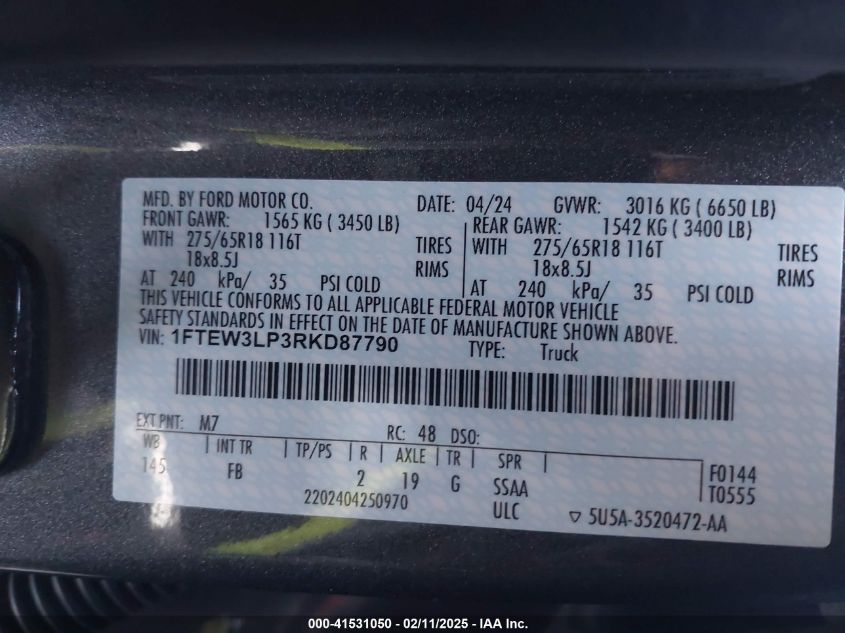 MFD. BY FORD MOTOR CO. DATE: 04/24 GVWR: 3016 KG ( 6650 LB)
FRONT GAWR: 1565 KG ( 3450 LB) REAR GAWR: 1542 KG ( 3400 LB)
WITH 275/65R18 116T TIRES WITH 275/65R18 116T TIRES
18x8.5J RIMS 18x8.5J RIMS
AT 240 kPa/ 35 PSI COLD AT 240 kPa/ 35 PSI COLD
THIS VEHICLE CONFORMS TO ALL APPLICABLE FEDERAL MOTOR VEHICLE
SAFETY STANDARDS IN EFFECT ON THE DATE OF MANUFACTURE SHOWN ABOVE.
VIN: 1FTEW3LP3RKD87790 TYPE: Truck
EXT PNT: M7 RC: 48 DSO:
WB INT TR TP/PS R AXLE TR SPR
145 FB 2 19 G SSAA F0144
T0555
2202404250970 ULC ▽ 5U5A-3520472-AA
000-41531050 - 02/11/2025 - IAA Inc.